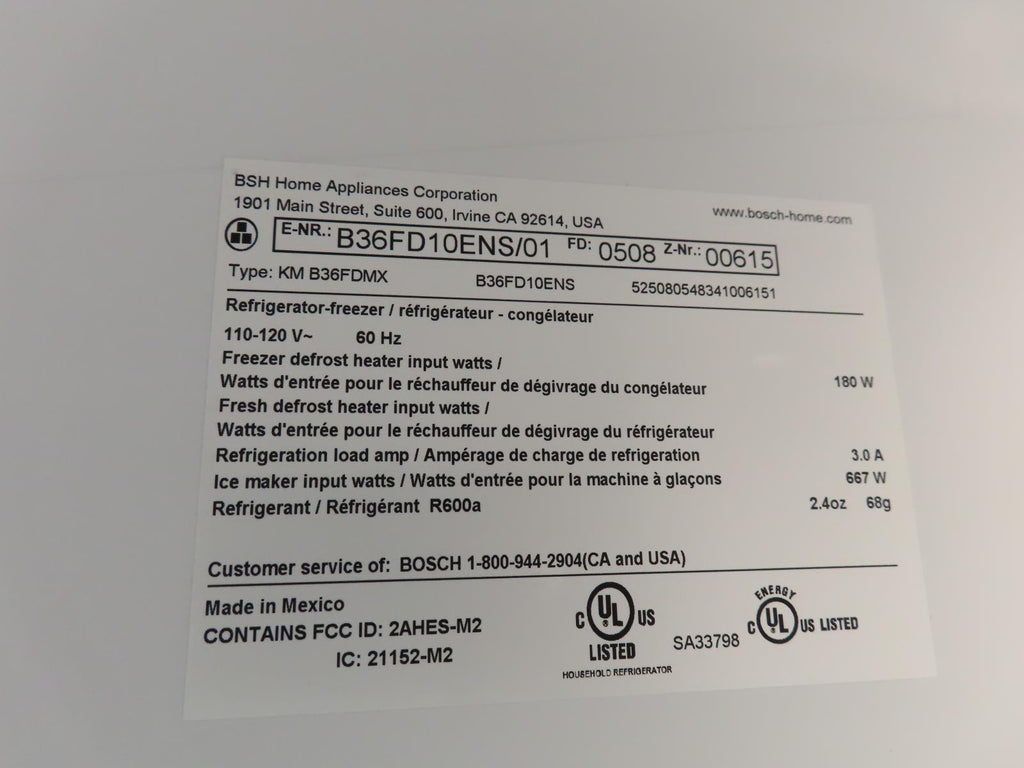 BSH Home Appliances Corporation
1901 Main Street, Suite 600, Irvine CA 92614, USA
www.bosch-home.com
E-NR.: B36FD10ENS/01 FD: 0508 Z-Nr.: 00615
Type: KM B36FDMX B36FD10ENS 525080548341006151
Refrigerator-freezer / réfrigérateur - congélateur
110-120 V~ 60 Hz
Freezer defrost heater input watts /
Watts d'entrée pour le réchauffeur de dégivrage du congélateur 180 W
Fresh defrost heater input watts /
Watts d'entrée pour le réchauffeur de dégivrage du réfrigérateur
Refrigeration load amp / Ampérage de charge de refrigeration 3.0 A
Ice maker input watts / Watts d'entrée pour la machine à glaçons 667 W
Refrigerant / Réfrigérant R600a 2.4oz 68g
Customer service of: BOSCH 1-800-944-2904(CA and USA)
Made in Mexico
CONTAINS FCC ID: 2AHES-M2
IC: 21152-M2
C UL US
LISTED
HOUSEHOLD REFRIGERATOR
SA33798
ENERGY
C UL US LISTED